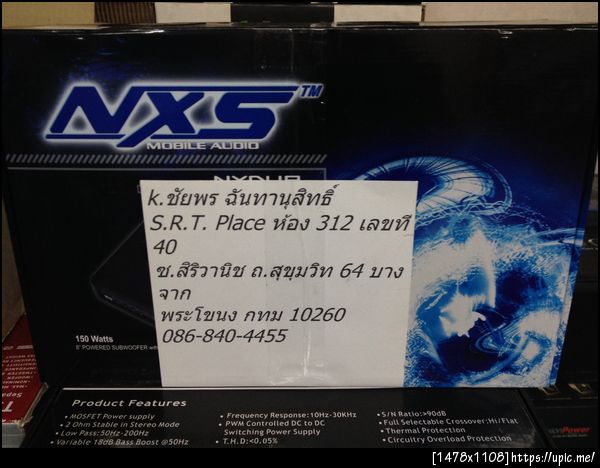 NXS™
MOBILE AUDIO
k.ชัยพร ฉันทานุสิทธิ์
S.R.T. Place ห้อง 312 เลขที่
40
ซ.สิริวานิช ถ.สุขุมวิท 64 บาง
จาก
พระโขนง กทม 10260
086-840-4455
150 Watts
8" POWERED SUBWOOFER with
Product Features
• MOSFET Power supply
• 2 Ohm Stable in Stereo Mode
• Low Pass:50Hz-200Hz
• Variable 18dB Bass Boost @50Hz
• Frequency Response:10Hz-30KHz
• PWM Controlled DC to DC
Switching Power Supply
• T.H.D:<0.05%
• S/N Ratio:>90dB
• Full Selectable Crossover:Hi/Flat
• Thermal Protection
• Circuitry Overload Protection
Power
[1478x1108]https://upic.me/